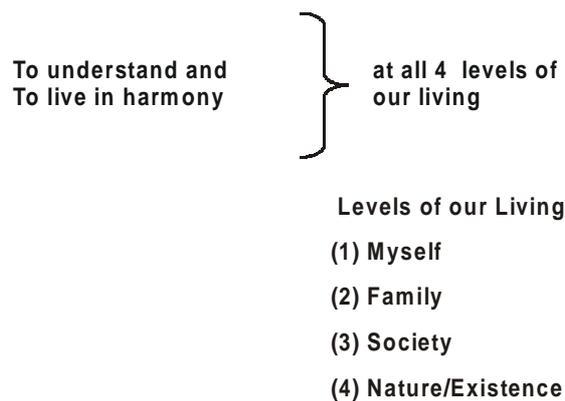 To understand and
To live in harmony
at all 4 levels of
our living
Levels of our Living
(1) Myself
(2) Family
(3) Society
(4) Nature/Existence